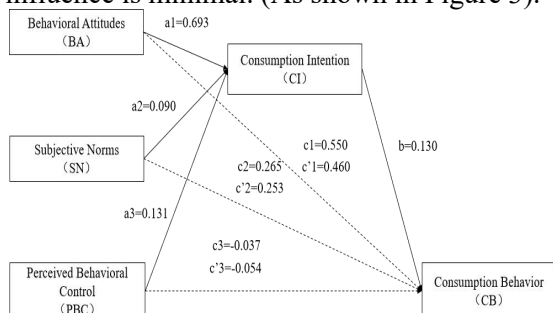 influence is minimal. (As shown in Figure 3).
Behavioral Attitudes
（BA）
a1=0.693
Consumption Intention
（CI）
a2=0.090
Subjective Norms
（SN）
c1=0.550
c'1=0.460
b=0.130
c2=0.265
c'2=0.253
a3=0.131
c3=-0.037
c'3=-0.054
Perceived Behavioral
Control
（PBC）
Consumption Behavior
（CB）